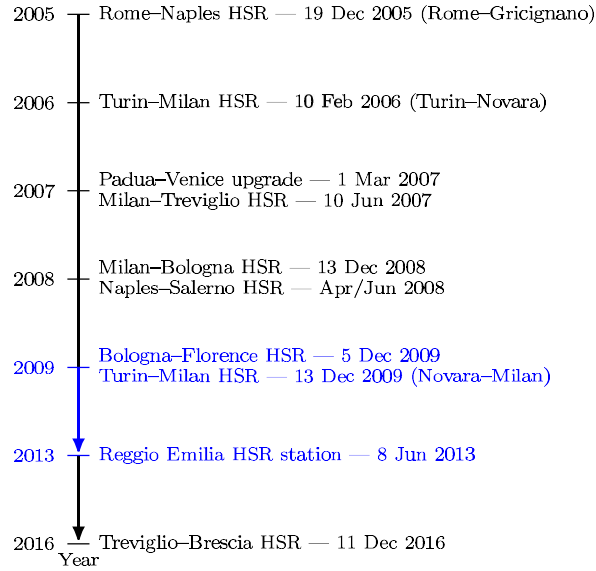 2005 Rome–Naples HSR — 19 Dec 2005 (Rome–Gricignano)
2006 Turin–Milan HSR — 10 Feb 2006 (Turin–Novara)
Padua–Venice upgrade — 1 Mar 2007
2007
Milan–Treviglio HSR — 10 Jun 2007
Milan–Bologna HSR — 13 Dec 2008
2008
Naples–Salerno HSR — Apr/Jun 2008
Bologna–Florence HSR — 5 Dec 2009
2009
Turin–Milan HSR — 13 Dec 2009 (Novara–Milan)
2013 Reggio Emilia HSR station — 8 Jun 2013
2016 Treviglio–Brescia HSR — 11 Dec 2016
Year